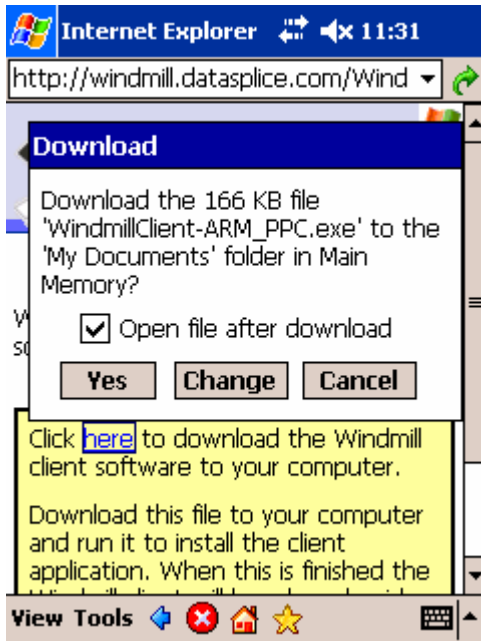 Internet Explorer 11:31
http://windmill.datasplice.com/Wind
Download
Download the 166 KB file
'WindmillClient-ARM_PPC.exe' to the
'My Documents' folder in Main
Memory?
Open file after download
Yes Change Cancel
Click here to download the Windmill
client software to your computer.
Download this file to your computer
and run it to install the client
application. When this is finished the
View Tools